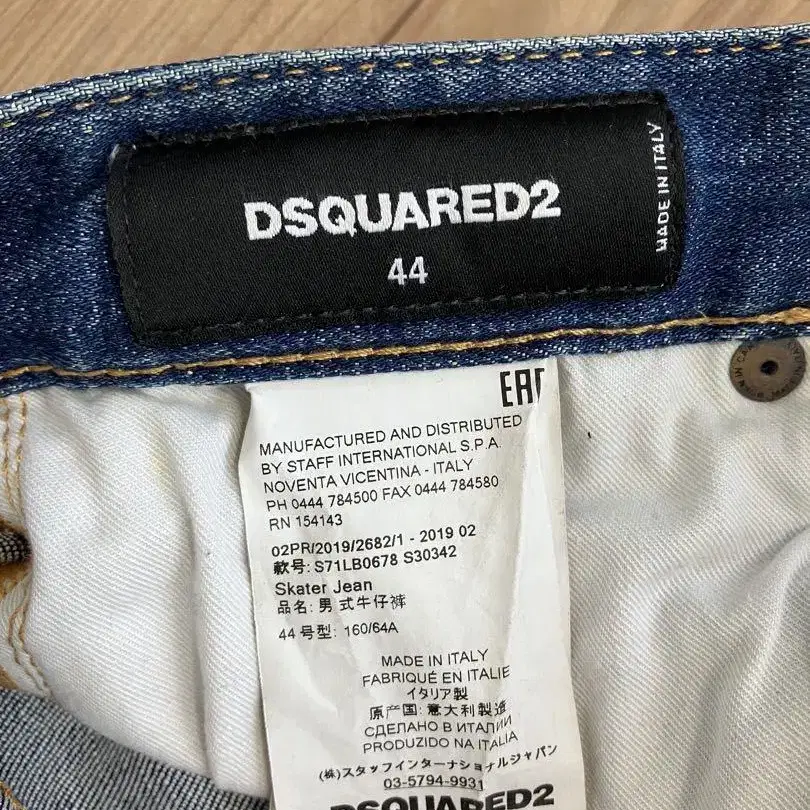 DSQUARED2
44
MADE IN ITALY
EAC
MANUFACTURED AND DISTRIBUTED
BY STAFF INTERNATIONAL S.P.A.
NOVENTA VICENTINA - ITALY
PH 0444 784500 FAX 0444 784580
RN 154143
02PR/2019/2682/1 - 2019 02
款号: S71LB0678 S30342
Skater Jean
品名: 男式牛仔裤
44 号型: 160/64A
MADE IN ITALY
FABRIQUÉ EN ITALIE
イタリア製
原产国: 意大利製造
СДЕЛАНО В ИТАЛИИ
PRODUZIDO NA ITALIA
(株)スタッフインターナショナルジャパン
03-5794-9931
DSQUARED2